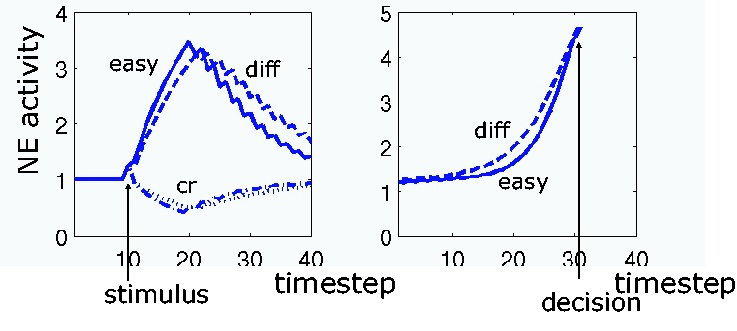 NE activity
4
3
2
1
0
easy
diff
cr
10 20 30 40
timestep
stimulus
5
4
3
2
1
0
diff
easy
10 20 30 40
timestep
decision